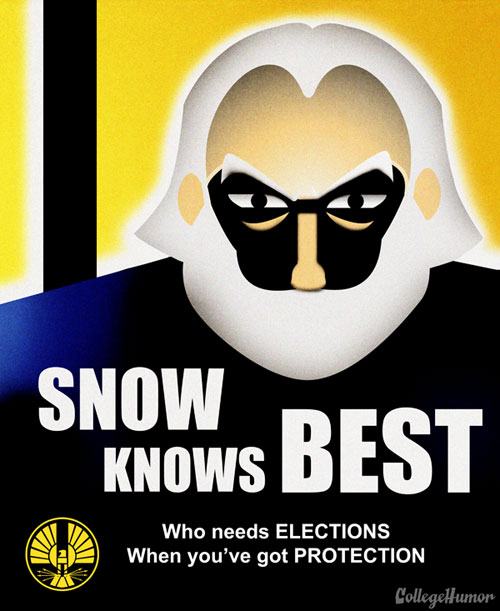 SNOW
KNOWS BEST
Who needs ELECTIONS
When you've got PROTECTION
CollegeHumor